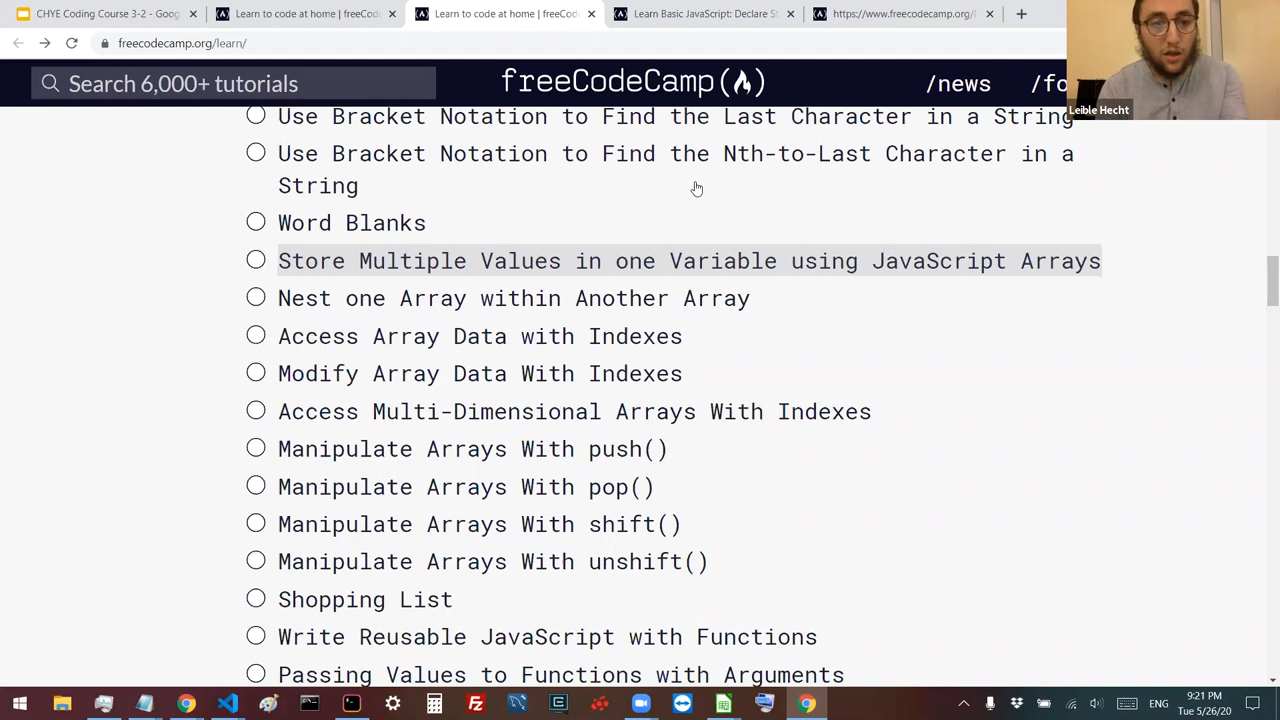 CHYE Coding Course 3-2 - Goog
Learn to code at home | freeCode
Learn to code at home | freeCode
Learn Basic JavaScript: Declare St
https://www.freecodecamp.org/l
freecodecamp.org/learn/
Search 6,000+ tutorials
freeCodeCamp
/news
/fo
Leible Hecht
Use Bracket Notation to Find the Last Character in a String
Use Bracket Notation to Find the Nth-to-Last Character in a
String
Word Blanks
Store Multiple Values in one Variable using JavaScript Arrays
Nest one Array within Another Array
Access Array Data with Indexes
Modify Array Data With Indexes
Access Multi-Dimensional Arrays With Indexes
Manipulate Arrays With push()
Manipulate Arrays With pop()
Manipulate Arrays With shift()
Manipulate Arrays With unshift()
Shopping List
Write Reusable JavaScript with Functions
Passing Values to Functions with Arguments
ENG
9:21 PM
Tue 5/26/20